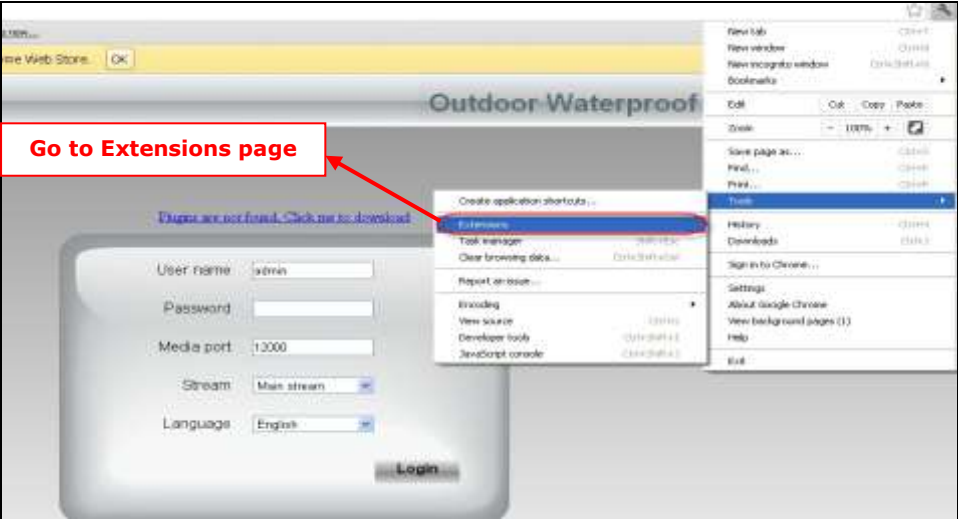 me Web Store. OK
Outdoor Waterproof
Go to Extensions page
Plugins are not found, Click me to download
User name admin
Password
Media port 12000
Stream Main stream
Language English
Login
New tab
New window
New incognito window
Bookmarks
Edit Cut Copy Paste
Zoom - 100% +
Save page as...
Find...
Print...
Tools
History
Downloads
Sign in to Chrome...
Settings
About Google Chrome
View background pages (1)
Help
Exit
Create application shortcuts...
Extensions
Task manager
Clear browsing data...
Report an issue...
Encoding
View source
Developer tools
JavaScript console